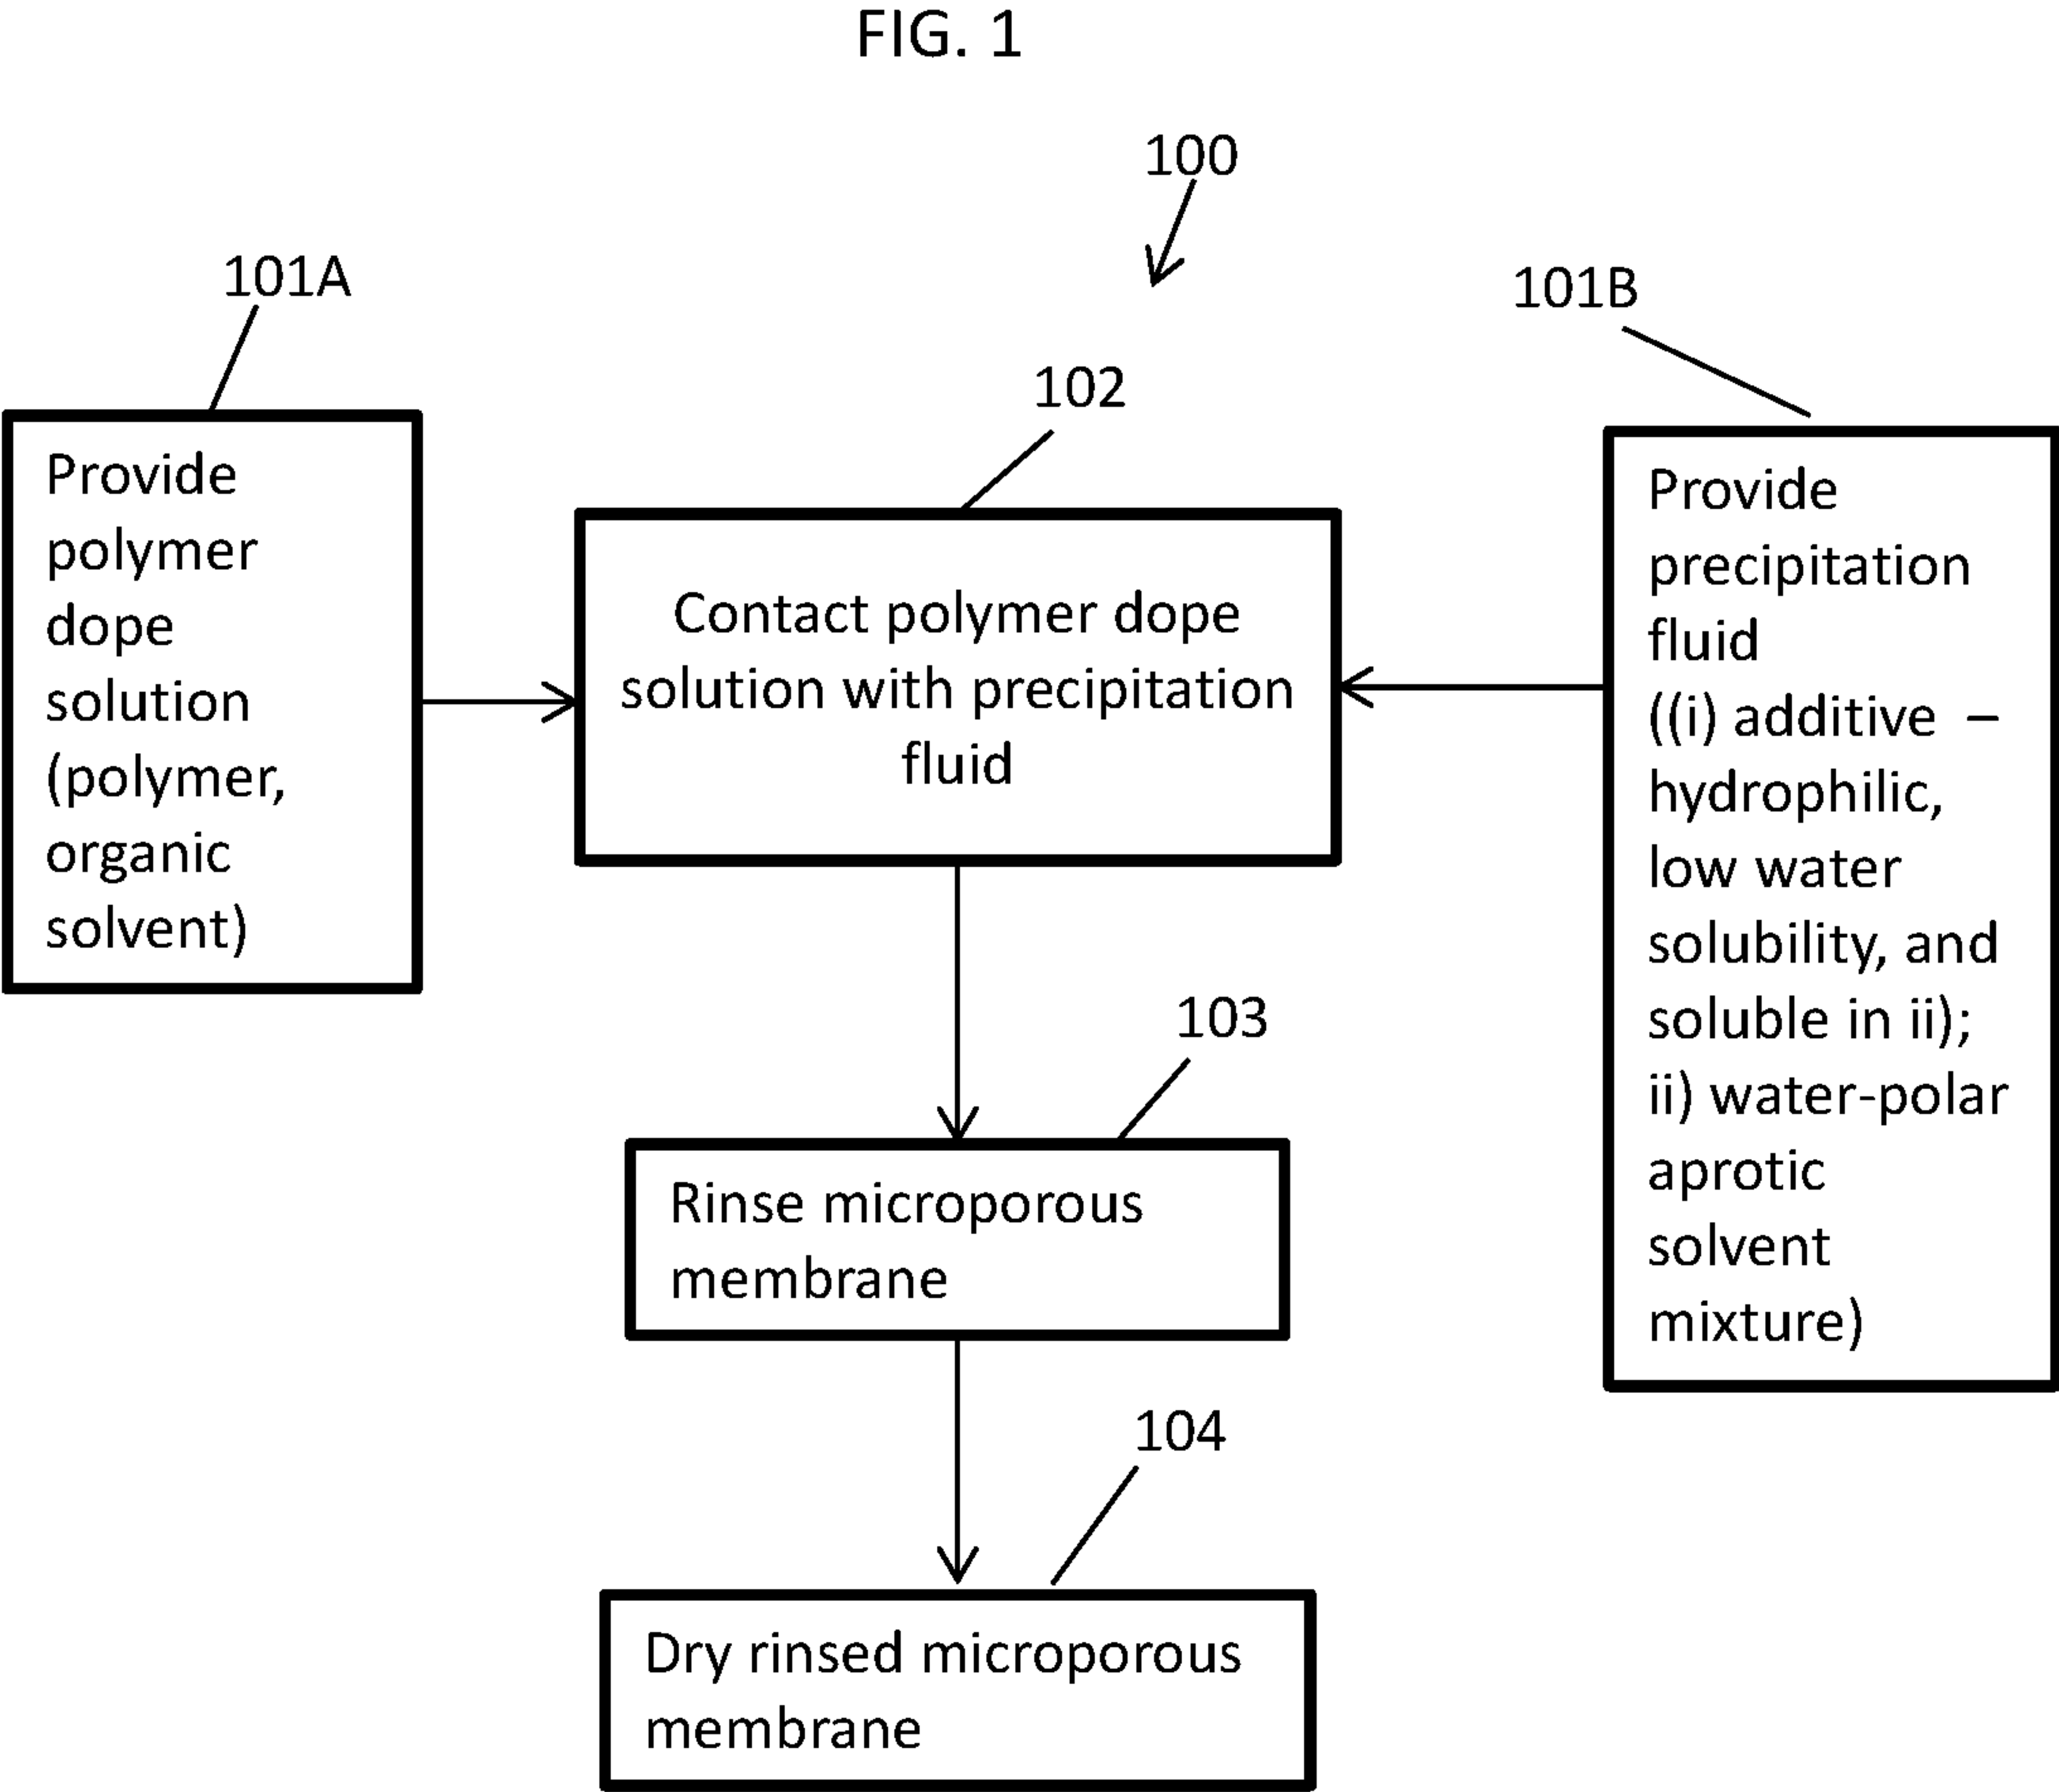 FIG. 1
100
101A
101B
102
Provide
polymer
dope
solution
(polymer,
organic
solvent)
Contact polymer dope
solution with precipitation
fluid
Provide
precipitation
fluid
((i) additive –
hydrophilic,
low water
solubility, and
soluble in ii);
ii) water-polar
aprotic
solvent
mixture)
103
Rinse microporous
membrane
104
Dry rinsed microporous
membrane